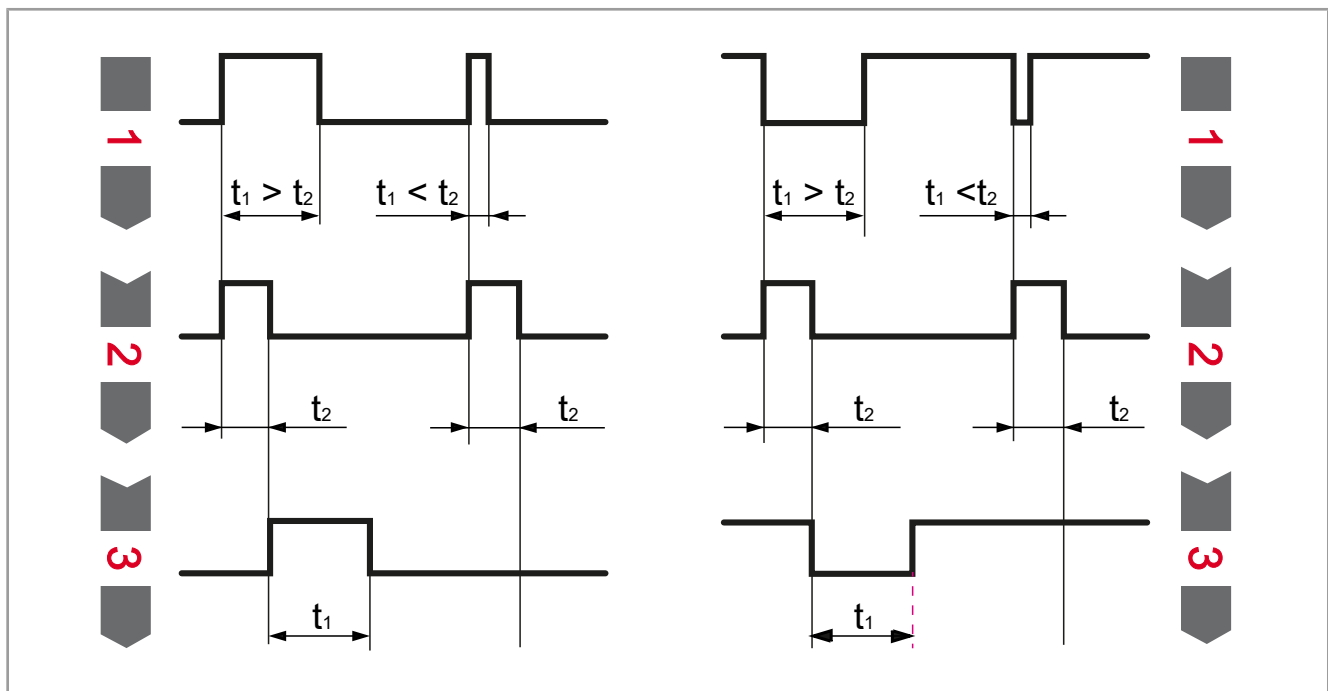 1
t₁ > t₂
t₁ < t₂
t₁ > t₂
t₁ <t₂
1
2
t₂
t₂
t₂
t₂
2
3
t₁
t₁
3